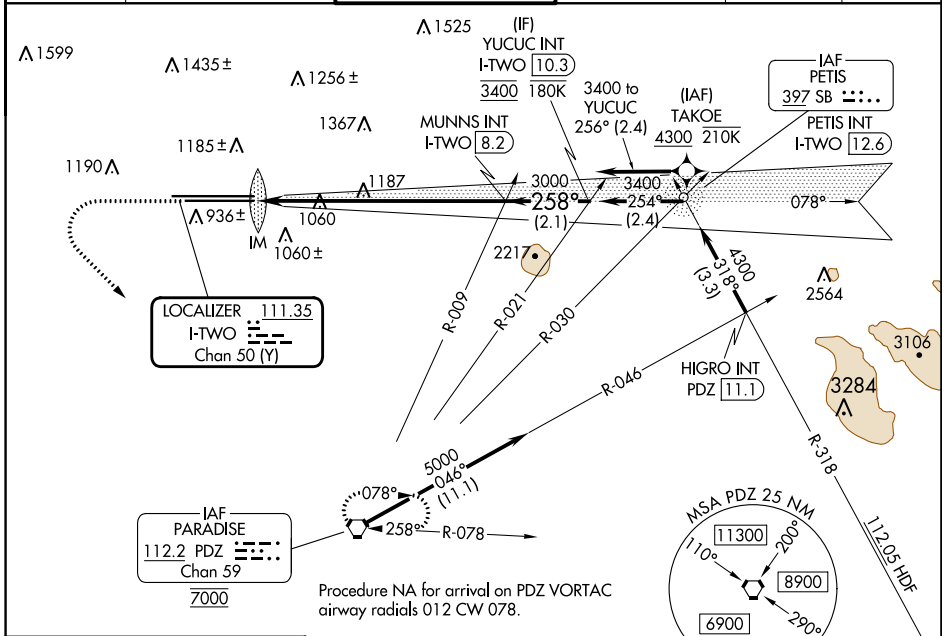 1599
1435 ±
1256 ±
1525
1367
1185 ±
1190
1187
936 ±
1060
1060 ±
IM
2217
2564
3106
3284
(IF)
YUCUC INT
I-TWO 10.3
3400 180K
MUNNS INT
I-TWO 8.2
3400 to
YUCUC
256° (2.4)
(IAF)
TAKOE
4300 210K
IAF
PETIS
397 SB
PETIS INT
I-TWO 12.6
3000
258°
(2.1)
3400
254°
(2.4)
078°
4300
318°
(3.3)
LOCALIZER 111.35
I-TWO
Chan 50 (Y)
R-009
R-021
R-030
R-046
HIGRO INT
PDZ 11.1
R-318
112.05 HDF
5000
046°
(11.1)
078°
258°
R-078
IAF
PARADISE
112.2 PDZ
Chan 59
7000
Procedure NA for arrival on PDZ VORTAC
airway radials 012 CW 078.
MSA PDZ 25 NM
11300
110°
200°
8900
6900
290°